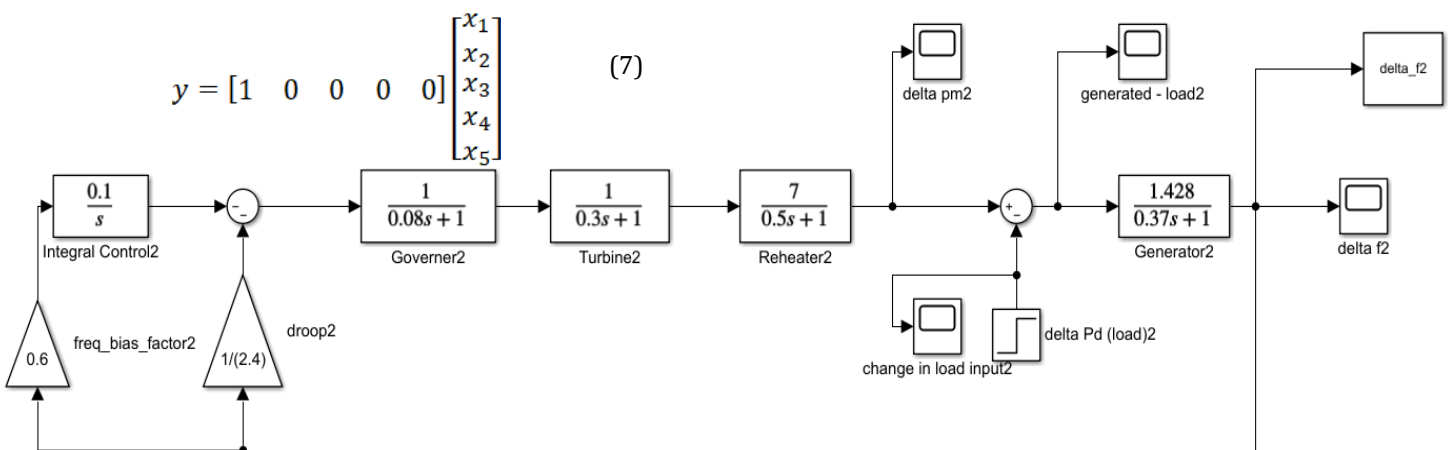 y = [1 0 0 0 0] [x1 x2 x3 x4 x5]
(7)
delta pm2
generated - load2
delta_f2
0.1
s
Integral Control2
1
0.08s + 1
Governer2
1
0.3s + 1
Turbine2
7
0.5s + 1
Reheater2
+
-
1.428
0.37s + 1
Generator2
delta f2
-
-
0.6
freq_bias_factor2
1/(2.4)
droop2
change in load input2
delta Pd (load)2